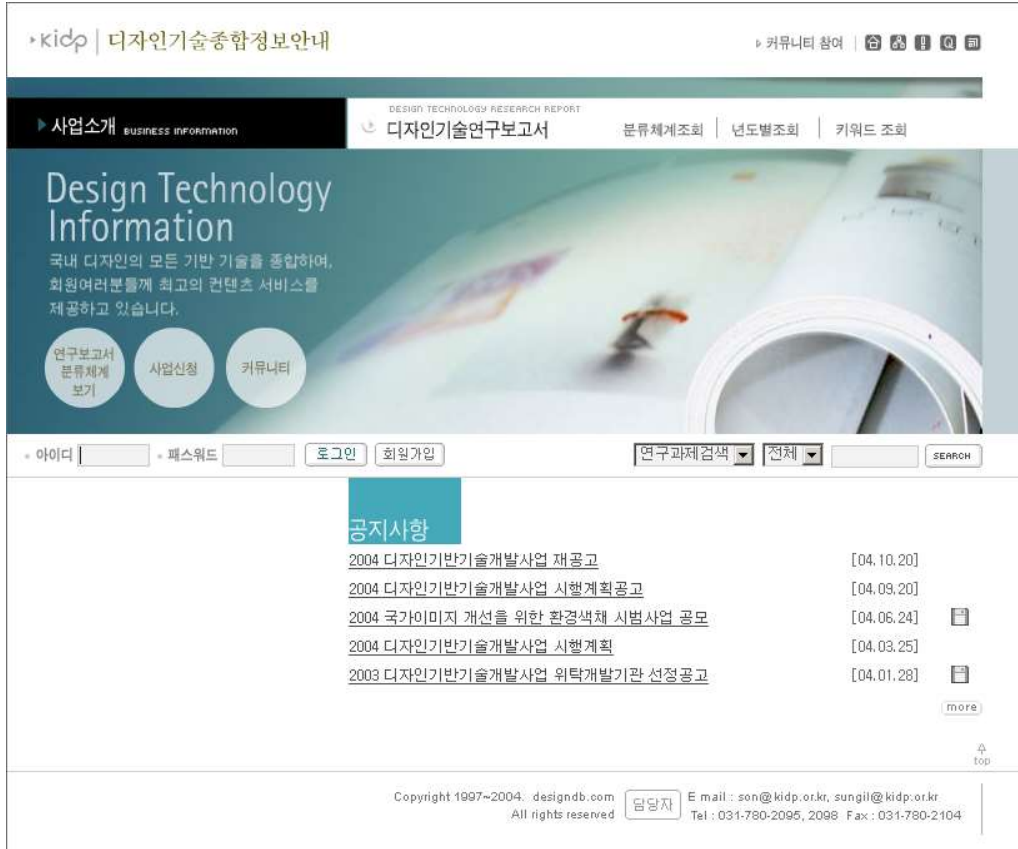 kidp 디자인기술종합정보안내
커뮤니티 참여
사업소개 BUSINESS INFORMATION
DESIGN TECHNOLOGY RESEARCH REPORT
디자인기술연구보고서 분류체계조회 년도별조회 키워드 조회
Design Technology
Information
국내 디자인의 모든 기반 기술을 종합하여,
회원여러분들께 최고의 컨텐츠 서비스를
제공하고 있습니다.
연구보고서
분류체계
보기
사업신청
커뮤니티
아이디 패스워드 로그인 회원가입 연구과제검색 전체 SEARCH
공지사항
2004 디자인기반기술개발사업 재공고 [04.10.20]
2004 디자인기반기술개발사업 시행계획공고 [04.09.20]
2004 국가이미지 개선을 위한 환경색채 시범사업 공모 [04.06.24]
2004 디자인기반기술개발사업 시행계획 [04.03.25]
2003 디자인기반기술개발사업 위탁개발기관 선정공고 [04.01.28]
more
top
Copyright 1997~2004. designdb.com
All rights reserved
담당자
E mail : son@kidp.or.kr, sungil@kidp.or.kr
Tel : 031-780-2095, 2098 Fax : 031-780-2104